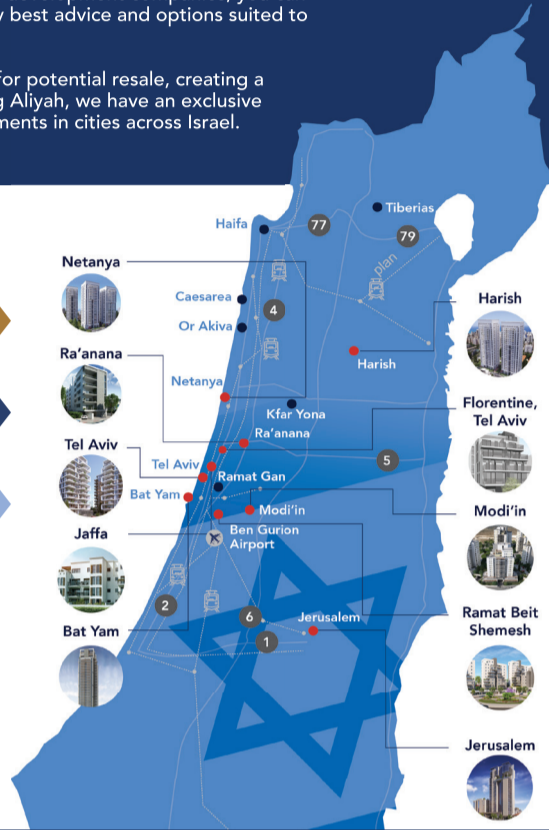 y best advice and options suited to
for potential resale, creating a
g Aliyah, we have an exclusive
ments in cities across Israel.
Tiberias
Haifa
77
79
plan
Netanya
Caesarea
4
Harish
Or Akiva
Ra’anana
Harish
Netanya
Kfar Yona
Florentine,
Tel Aviv
Ra’anana
Tel Aviv
Tel Aviv
5
Ramat Gan
Bat Yam
Modi’in
Modi’in
Jaffa
Ben Gurion
Airport
2
6
Jerusalem
Ramat Beit
Shemesh
Bat Yam
1
Jerusalem